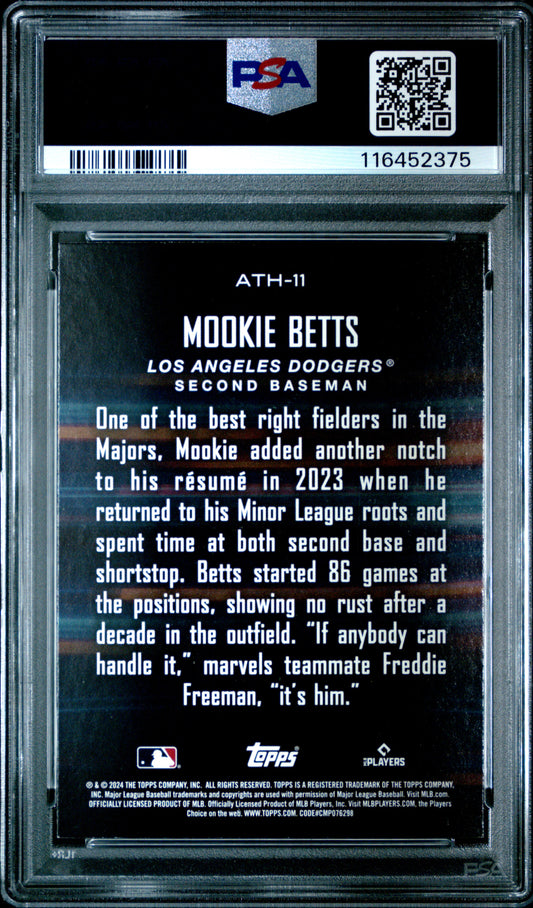 PSA
116452375
ATH-11
MOOKIE BETTS
LOS ANGELES DODGERS®
SECOND BASEMAN
One of the best right fielders in the
Majors, Mookie added another notch
to his résumé in 2023 when he
returned to his Minor League roots and
spent time at both second base and
shortstop. Betts started 86 games at
the positions, showing no rust after a
decade in the outfield. “If anybody can
handle it,” marvels teammate Freddie
Freeman, “it’s him.”
topps
PLAYERS
® & © 2024 THE TOPPS COMPANY, INC. ALL RIGHTS RESERVED. TOPPS IS A REGISTERED TRADEMARK OF THE TOPPS COMPANY,
INC. Major League Baseball trademarks and copyrights are used with permission of Major League Baseball. Visit MLB.com.
OFFICIALLY LICENSED PRODUCT OF MLB. Officially Licensed Product of MLB Players, Inc. Visit MLBPLAYERS.COM, the Players
Choice on the web. WWW.TOPPS.COM. CODE#CMP076298
PSA